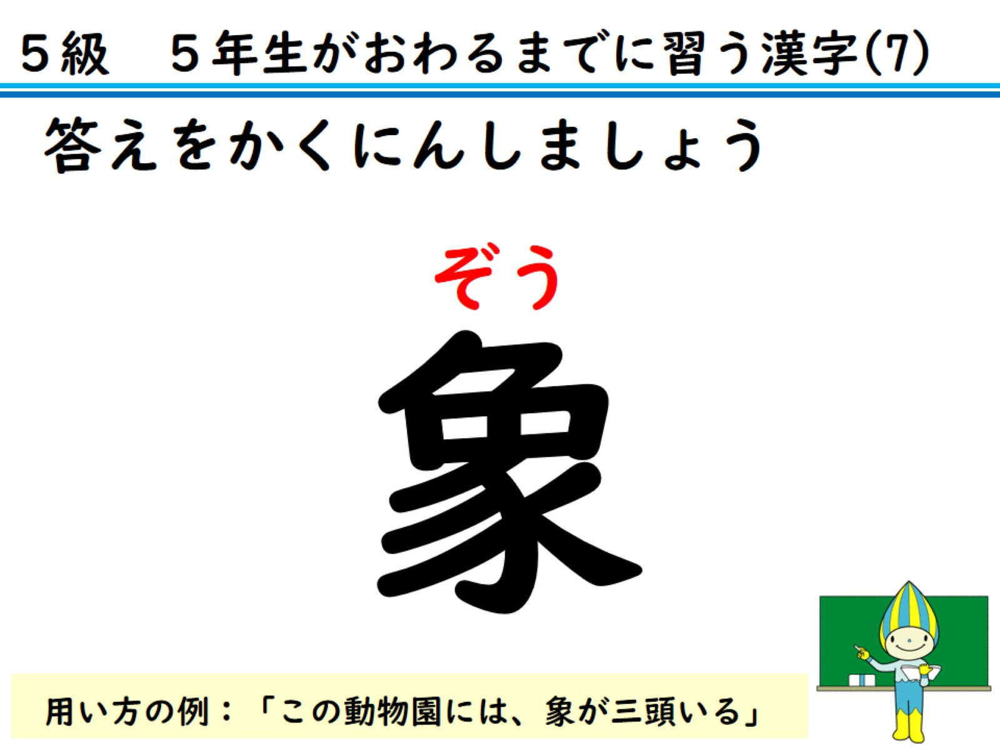 ５級　５年生がおわるまでに習う漢字(7)
答えをかくにんしましょう
ぞう
象
用い方の例：「この動物園には、象が三頭いる」